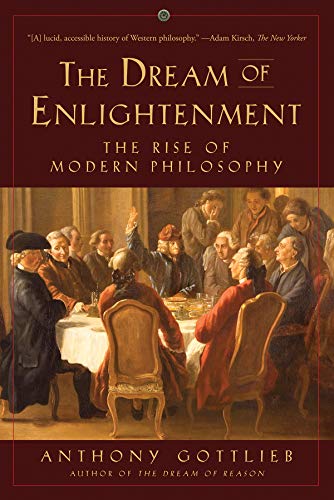 "[A] lucid, accessible history of Western philosophy." —Adam Kirsch, The New Yorker
THE DREAM OF
ENLIGHTENMENT
THE RISE OF
MODERN PHILOSOPHY
ANTHONY GOTTLIEB
AUTHOR OF THE DREAM OF REASON